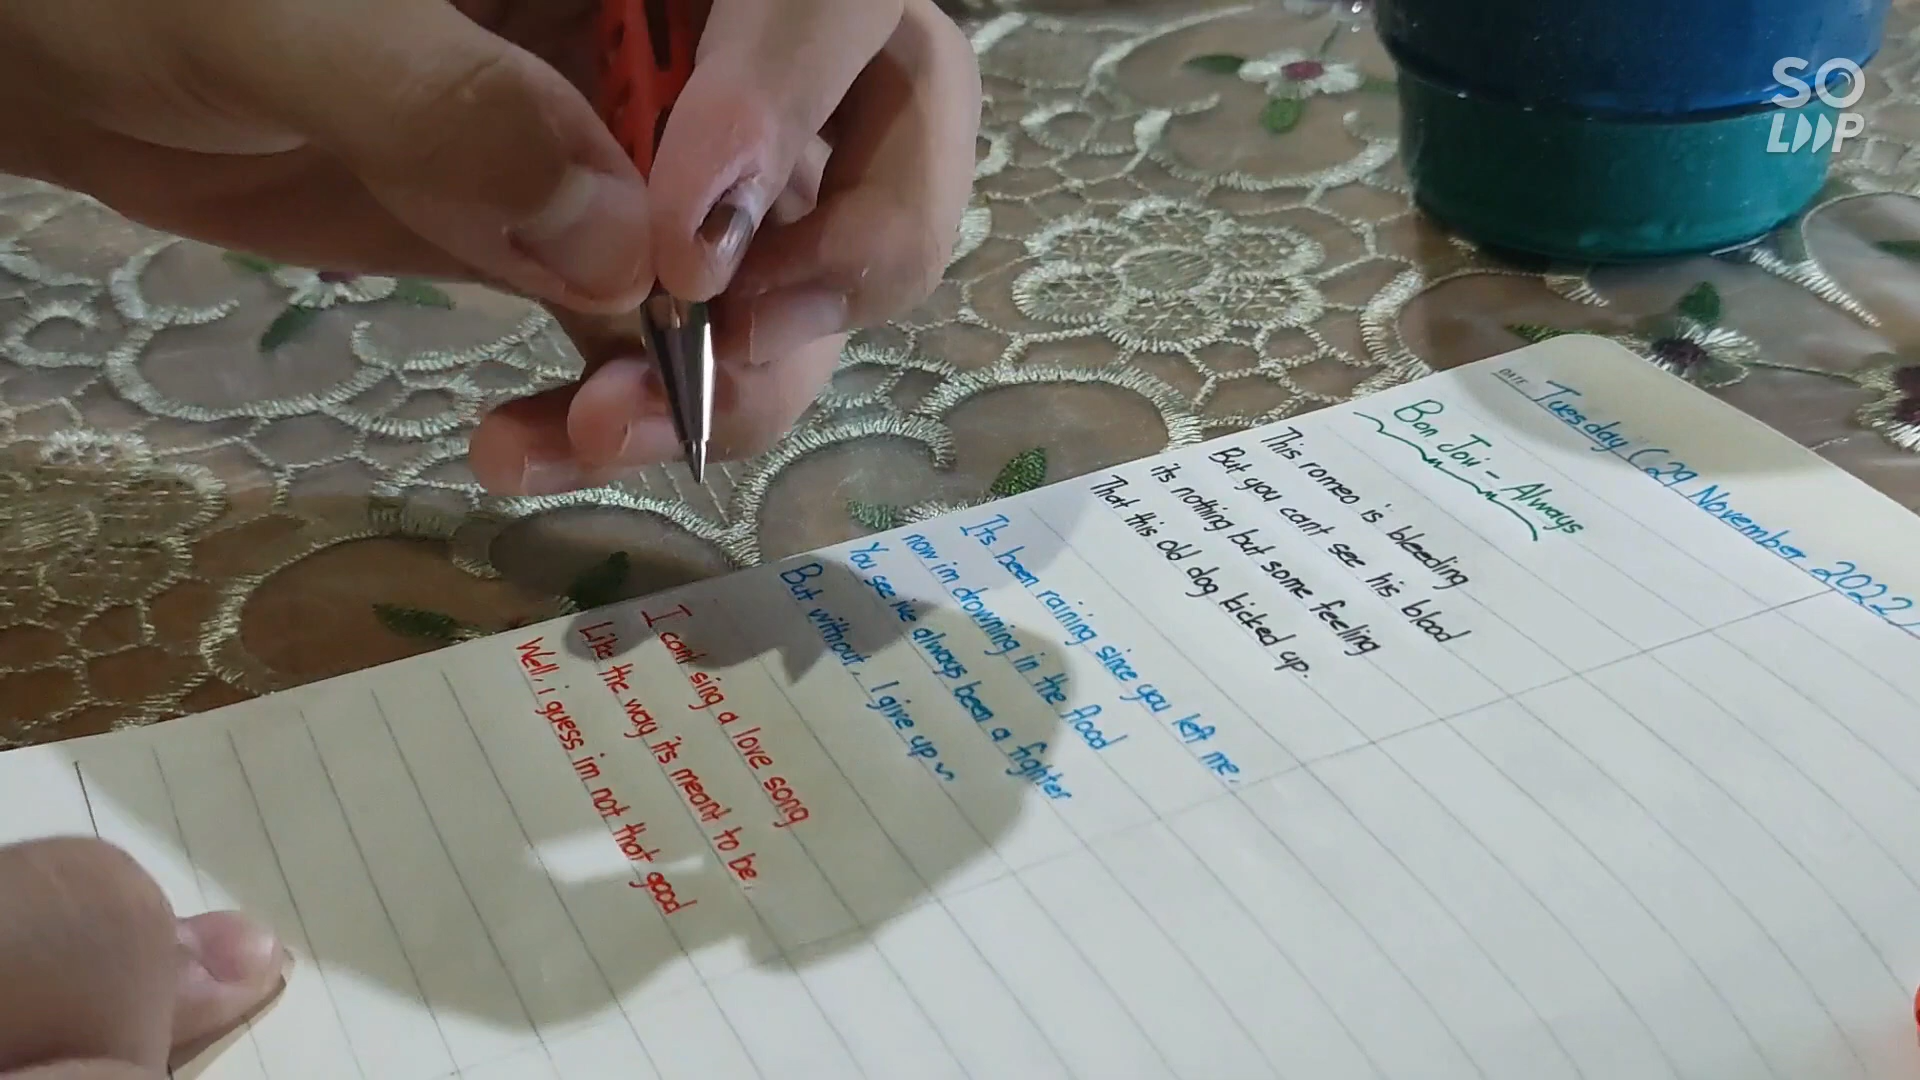 DATE
Tuesday (29 November 2022)
Bon Jovi - Always
This romeo is bleeding
But you cant see his blood
its nothing but some feeling
That this old dog kicked up.
Its been raining since you left me.
now im drowning in the flood
You see ive always been a fighter
But without, I give up ~
I cant sing a love song
Like the way its meant to be.
Well, i guess im not that good
SO
LOOP